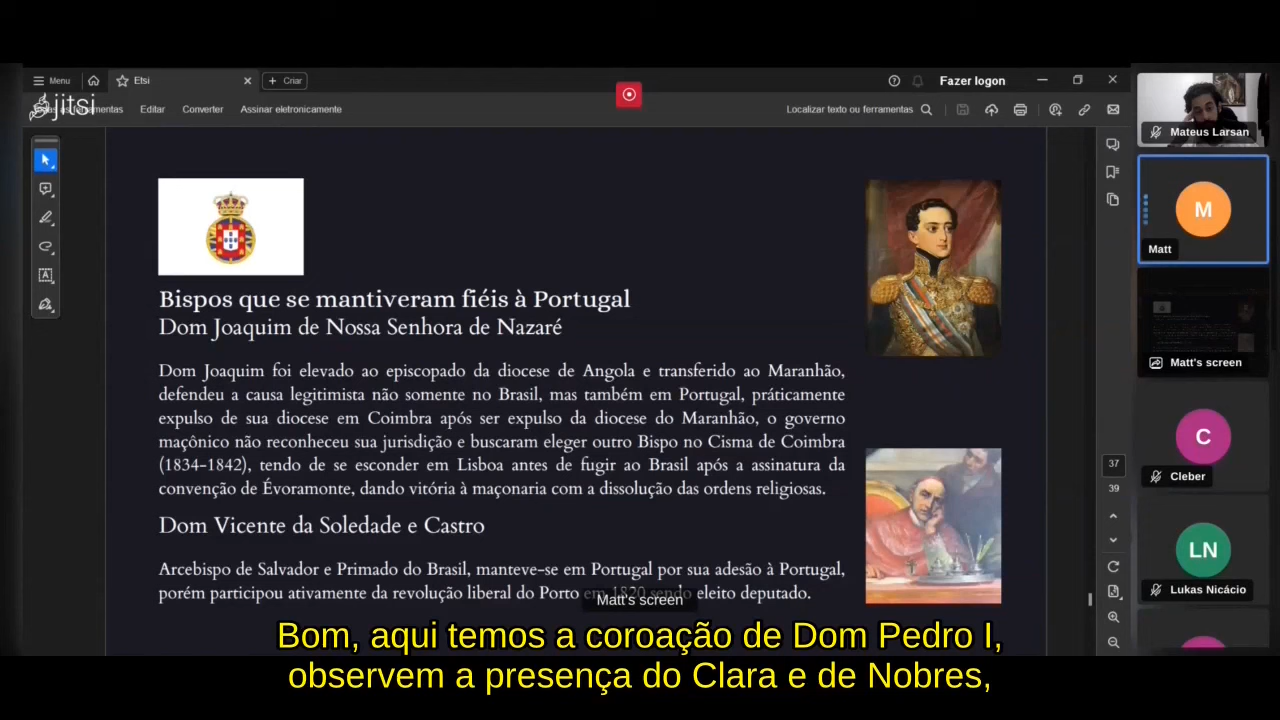 Menu
Etsi
Criar
Fazer logon
jitsi
Editar
Converter
Assinar eletronicamente
Localizar texto ou ferramentas
Bispos que se mantiveram fiéis à Portugal
Dom Joaquim de Nossa Senhora de Nazaré
Dom Joaquim foi elevado ao episcopado da diocese de Angola e transferido ao Maranhão,
defendeu a causa legitimista não somente no Brasil, mas também em Portugal, práticamente
expulso de sua diocese em Coimbra após ser expulso da diocese do Maranhão, o governo
maçônico não reconheceu sua jurisdição e buscaram eleger outro Bispo no Cisma de Coimbra
(1834-1842), tendo de se esconder em Lisboa antes de fugir ao Brasil após a assinatura da
convenção de Évoramonte, dando vitória à maçonaria com a dissolução das ordens religiosas.
Dom Vicente da Soledade e Castro
Arcebispo de Salvador e Primado do Brasil, manteve-se em Portugal por sua adesão à Portugal,
porém participou ativamente da revolução liberal do Porto em 1820 sendo eleito deputado.
Matt's screen
Bom, aqui temos a coroação de Dom Pedro I,
observem a presença do Clara e de Nobres,
37
39
Mateus Larsan
M
Matt
Matt's screen
C
Cleber
LN
Lukas Nicácio